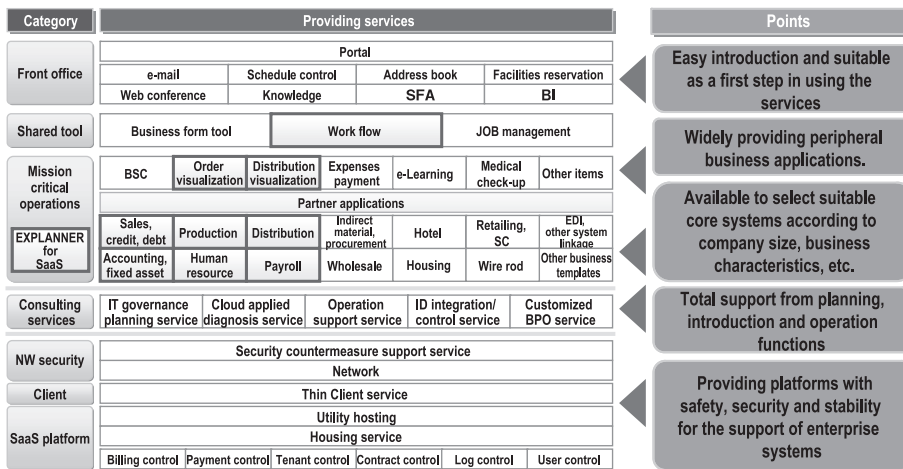 Category
Providing services
Points
Front office
Portal
e-mail
Schedule control
Address book
Facilities reservation
Web conference
Knowledge
SFA
BI
Easy introduction and suitable
as a first step in using the
services
Shared tool
Business form tool
Work flow
JOB management
Widely providing peripheral
business applications.
Mission
critical
operations
EXPLANNER
for
SaaS
BSC
Order
visualization
Distribution
visualization
Expenses
payment
e-Learning
Medical
check-up
Other items
Partner applications
Sales,
credit, debt
Production
Distribution
Indirect
material,
procurement
Hotel
Retailing,
SC
EDI,
other system
linkage
Accounting,
fixed asset
Human
resource
Payroll
Wholesale
Housing
Wire rod
Other business
templates
Available to select suitable
core systems according to
company size, business
characteristics, etc.
Consulting
services
IT governance
planning service
Cloud applied
diagnosis service
Operation
support service
ID integration/
control service
Customized
BPO service
Total support from planning,
introduction and operation
functions
NW security
Security countermeasure support service
Network
Client
Thin Client service
SaaS platform
Utility hosting
Housing service
Billing control
Payment control
Tenant control
Contract control
Log control
User control
Providing platforms with
safety, security and stability
for the support of enterprise
systems